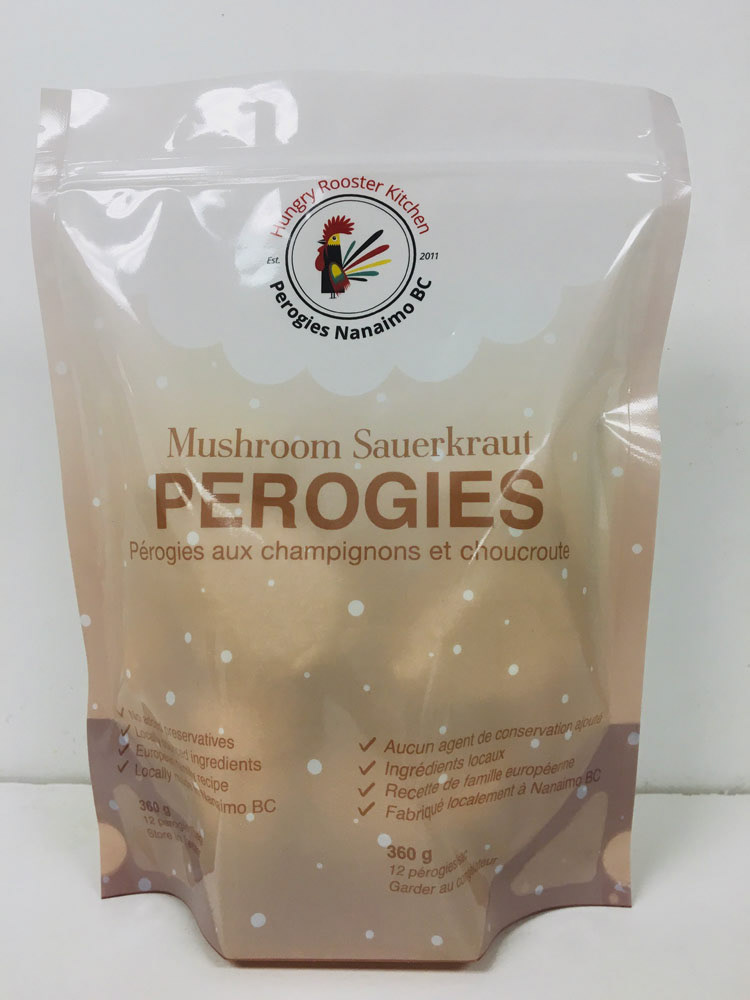 Hungry Rooster Kitchen
Est. 2011
Perogies Nanaimo BC
Mushroom Sauerkraut
PEROGIES
Pérogies aux champignons et choucroute
✓ preservatives
✓ ingredients
✓ recipe
✓ Locally Nanaimo BC
360 g
12
Store
✓ Aucun agent de conservation ajouté
✓ Ingrédients locaux
✓ Recette de famille européenne
✓ Fabriqué localement à Nanaimo BC
360 g
12 pérogies
Garder au